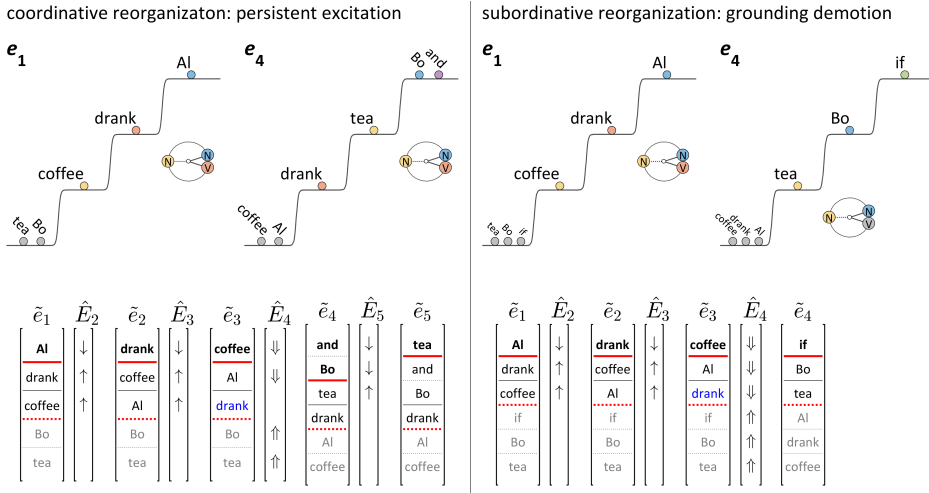 coordinative reorganizaton: persistent excitation
e1
Al
drank
coffee
tea
Bo
N
N
V
e4
Bo
and
tea
drank
coffee
Al
N
N
V
subordinative reorganization: grounding demotion
e1
Al
drank
coffee
tea
Bo
if
N
N
V
e4
if
Bo
tea
coffee
drank
Al
N
N
V
ẽ1 Ê2 ẽ2 Ê3 ẽ3 Ê4 ẽ4 Ê5 ẽ5
Al ↓ drank ↓ coffee ⇓ and ↓ tea
drank ↑ coffee ↑ Al ⇓ Bo ↓ and
coffee ↑ Al ↑ drank tea ↑ Bo
Bo Bo Bo ⇑ drank drank
tea tea tea ⇑ Al Al
coffee coffee
ẽ1 Ê2 ẽ2 Ê3 ẽ3 Ê4 ẽ4
Al ↓ drank ↓ coffee ⇓ if
drank ↑ coffee ↑ Al ⇓ Bo
coffee ↑ Al ↑ drank ⇓ tea
if if if ⇑ Al
Bo Bo Bo ⇑ drank
tea tea tea ⇑ coffee